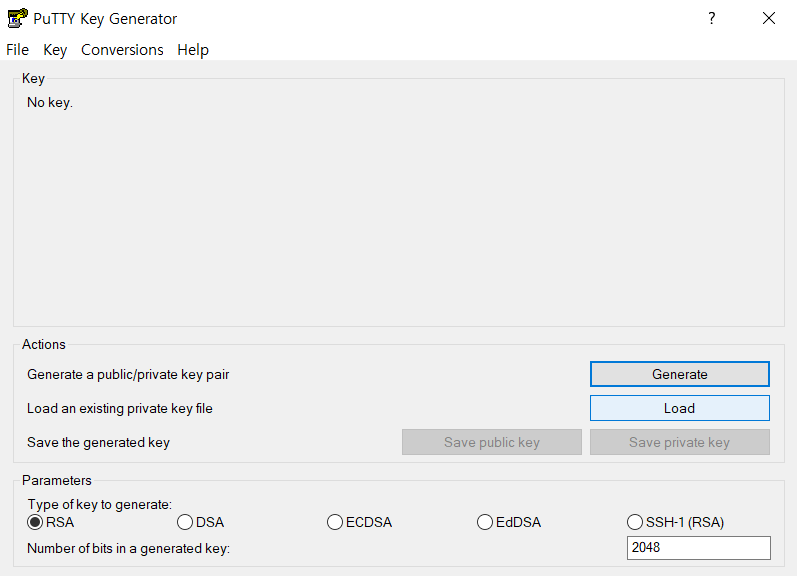 PuTTY Key Generator ?
File Key Conversions Help
Key
No key.
Actions
Generate a public/private key pair Generate
Load an existing private key file Load
Save the generated key Save public key Save private key
Parameters
Type of key to generate:
RSA DSA ECDSA EdDSA SSH-1 (RSA)
Number of bits in a generated key: 2048